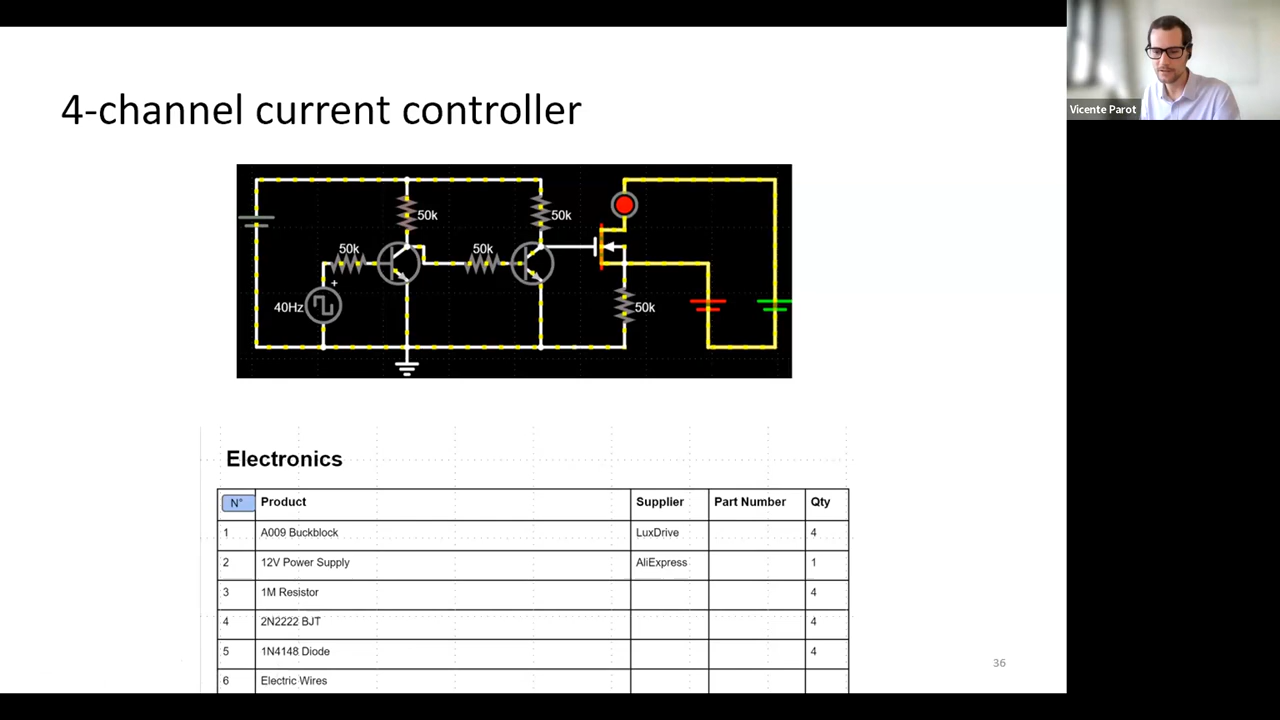 Vicente Parot
4-channel current controller
50k
50k
50k
50k
+
40Hz
50k
Electronics
N° Product Supplier Part Number Qty
1 A009 Buckblock LuxDrive 4
2 12V Power Supply AliExpress 1
3 1M Resistor 4
4 2N2222 BJT 4
5 1N4148 Diode 4
6 Electric Wires
36